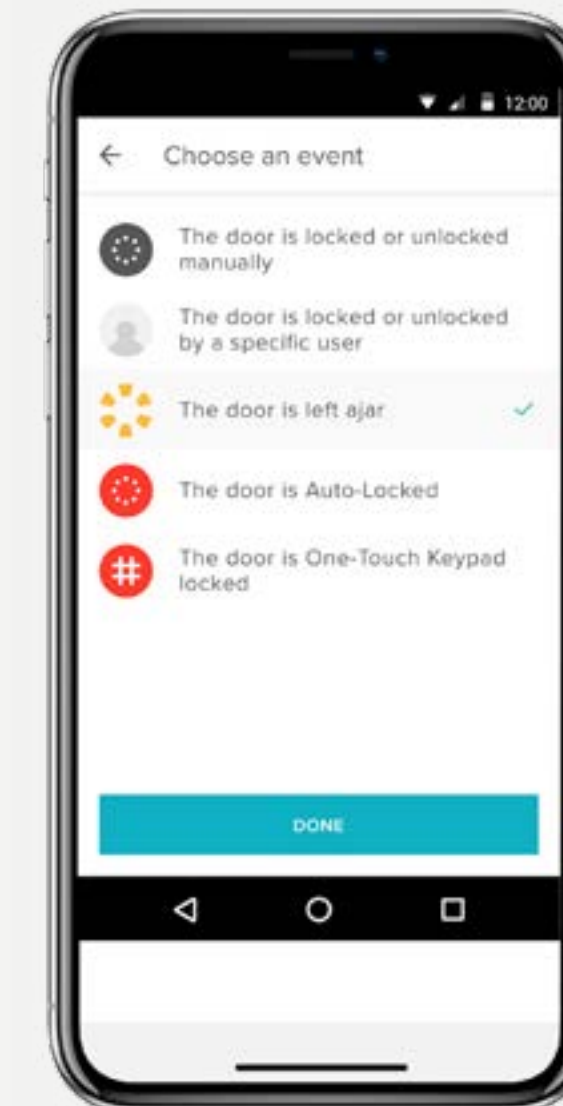 12:00
Choose an event
The door is locked or unlocked
manually
The door is locked or unlocked
by a specific user
The door is left ajar
The door is Auto-Locked
The door is One-Touch Keypad
locked
DONE